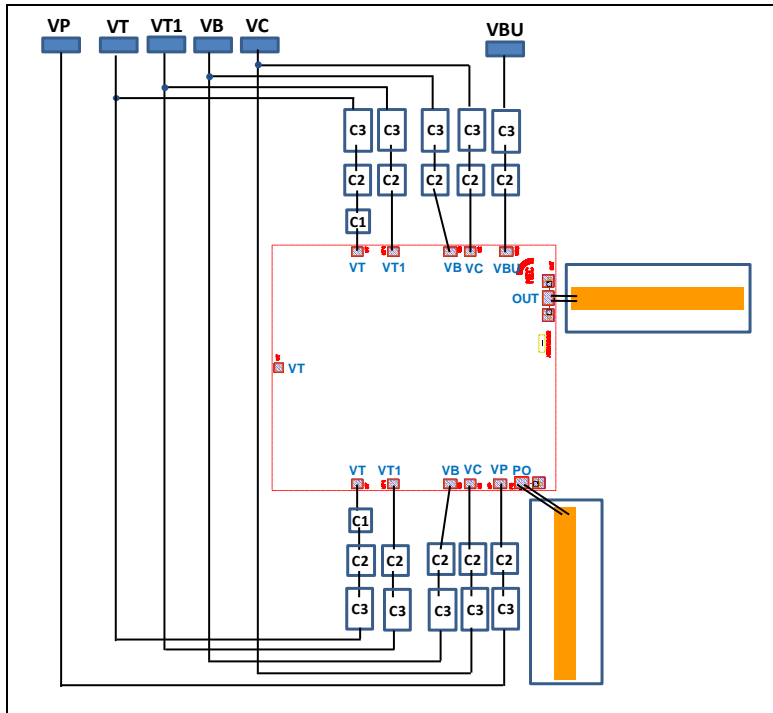 VP VT VT1 VB VC VBU
C3 C3 C3 C3 C3
C2 C2 C2 C2 C2
C1
VT VT1 VB VC VBU
OUT
VT
VT VT1 VB VC VP PO
C1
C2 C2 C2 C2 C2
C3 C3 C3 C3 C3